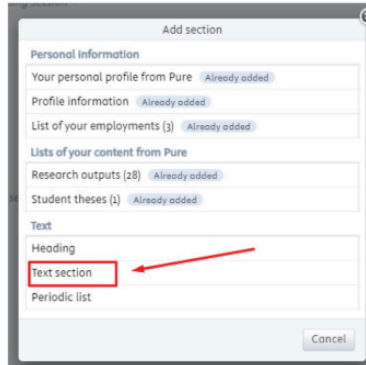 Add section
Personal Information
Your personal profile from Pure Already added
Profile information Already added
List of your employments (3) Already added
Lists of your content from Pure
Research outputs (28) Already added
Student theses (1) Already added
Text
Heading
Text section
Periodic list
Cancel